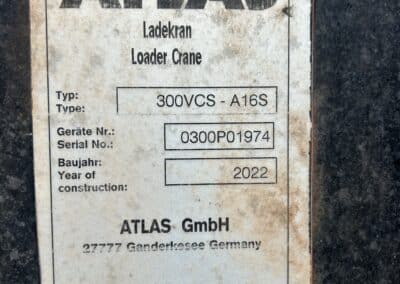 ATLAS
Ladekran
Loader Crane
Typ:
Type:
300VCS - A16S
Geräte Nr.:
Serial No.:
0300P01974
Baujahr:
Year of
construction:
2022
ATLAS GmbH
27777 Ganderkesee Germany